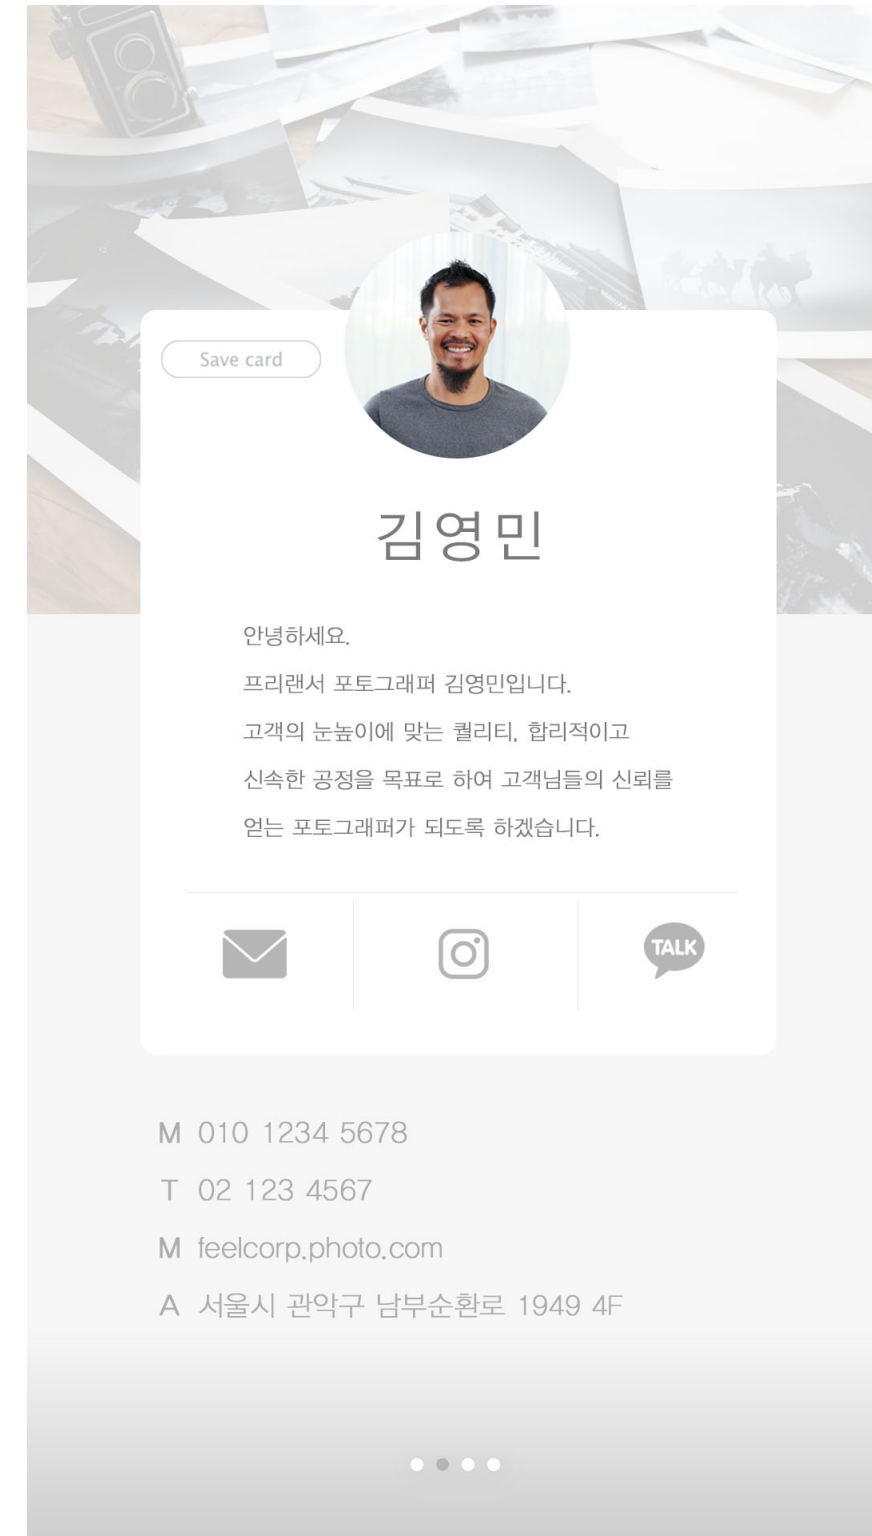 Save card
김영민
안녕하세요.
프리랜서 포토그래퍼 김영민입니다.
고객의 눈높이에 맞는 퀄리티, 합리적이고
신속한 공정을 목표로 하여 고객님들의 신뢰를
얻는 포토그래퍼가 되도록 하겠습니다.
TALK
M 010 1234 5678
T 02 123 4567
M feelcorp.photo.com
A 서울시 관악구 남부순환로 1949 4F